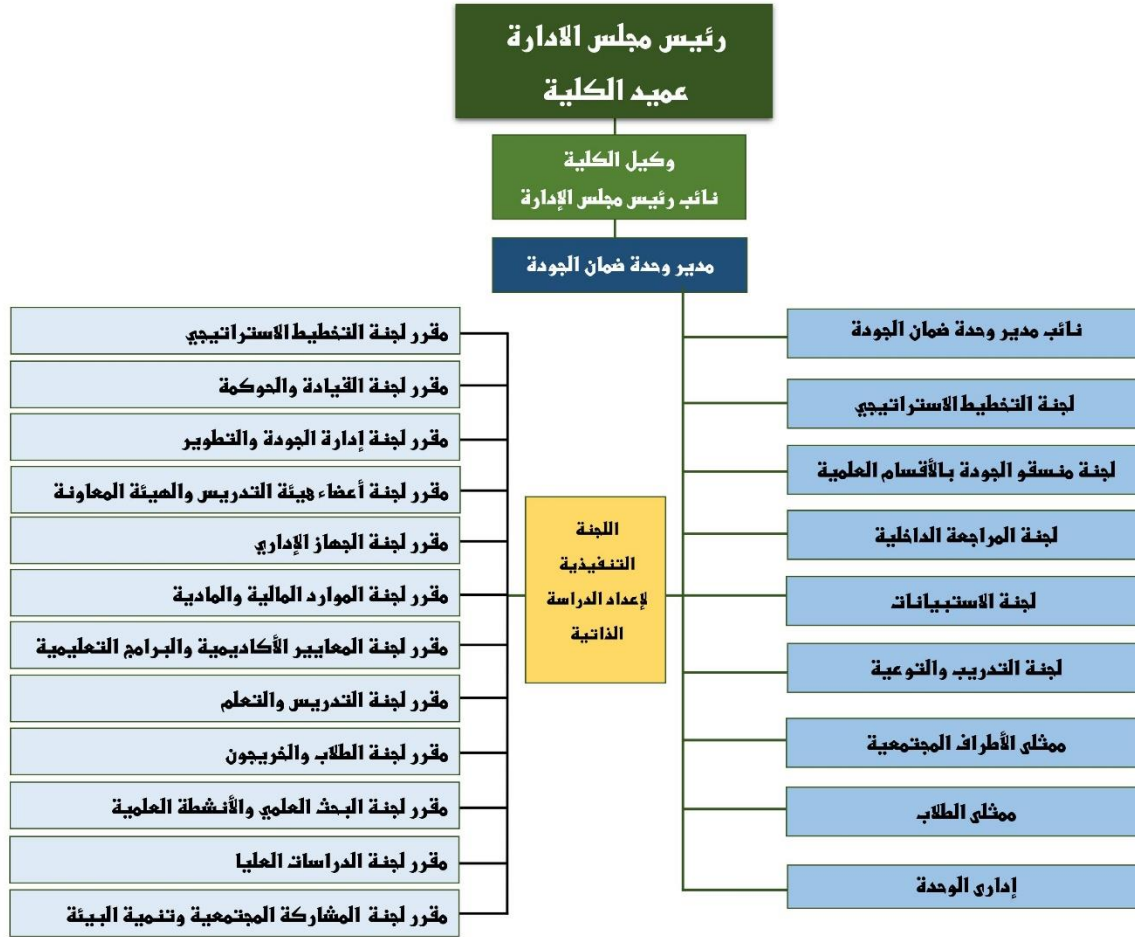 رئيس مجلس الادارة
عميد الكلية
وكيل الكلية
نائب رئيس مجلس الإدارة
مدير وحدة ضمان الجودة
نائب مدير وحدة ضمان الجودة
لجنة التخطيط الاستراتيجي
لجنة منسقو الجودة بالأقسام العلمية
لجنة المراجعة الداخلية
لجنة الاستبيانات
لجنة التدريب والتوعية
ممثلى الأطراف المجتمعية
ممثلى الطلاب
إدارى الوحدة
اللجنة
التنفيذية
لإعداد الدراسة
الذاتية
مقرر لجنة التخطيط الاستراتيجي
مقرر لجنة القيادة والحوكمة
مقرر لجنة إدارة الجودة والتطوير
مقرر لجنة أعضاء هيئة التدريس والهيئة المعاونة
مقرر لجنة الجهاز الإداري
مقرر لجنة الموارد المالية والمادية
مقرر لجنة المعايير الأكاديمية والبرامج التعليمية
مقرر لجنة التدريس والتعلم
مقرر لجنة الطلاب والخريجون
مقرر لجنة البحث العلمي والأنشطة العلمية
مقرر لجنة الدراسات العليا
مقرر لجنة المشاركة المجتمعية وتنمية البيئة